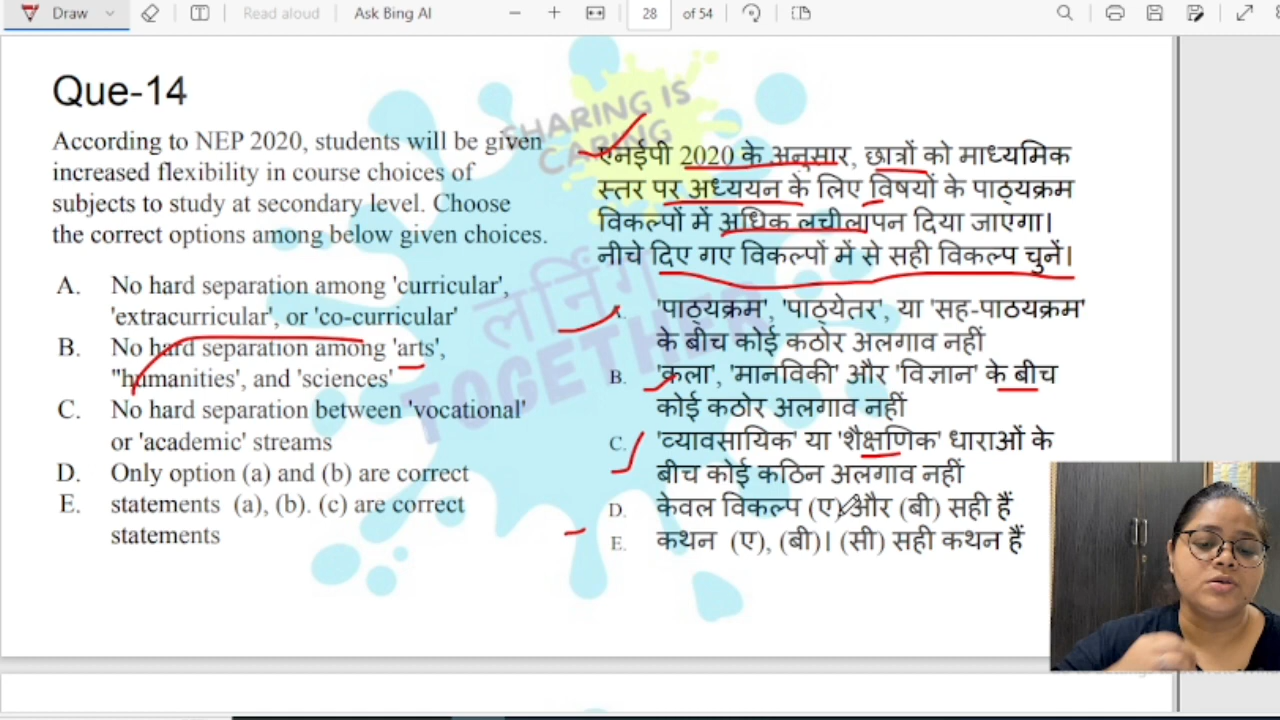 Draw
Read aloud
Ask Bing AI
28
of 54
Que-14
SHARING IS
CARING
लर्निंग
TOGETHER
According to NEP 2020, students will be given
increased flexibility in course choices of
subjects to study at secondary level. Choose
the correct options among below given choices.
A. No hard separation among 'curricular',
'extracurricular', or 'co-curricular'
B. No hard separation among 'arts',
"humanities', and 'sciences'
C. No hard separation between 'vocational'
or 'academic' streams
D. Only option (a) and (b) are correct
E. statements (a), (b). (c) are correct
statements
एनईपी 2020 के अनुसार, छात्रों को माध्यमिक
स्तर पर अध्ययन के लिए विषयों के पाठ्यक्रम
विकल्पों में अधिक लचीलापन दिया जाएगा।
नीचे दिए गए विकल्पों में से सही विकल्प चुनें।
'पाठ्यक्रम', 'पाठ्येतर', या 'सह-पाठयक्रम'
के बीच कोई कठोर अलगाव नहीं
B. 'कला', 'मानविकी' और 'विज्ञान' के बीच
कोई कठोर अलगाव नहीं
C. 'व्यावसायिक' या 'शैक्षणिक' धाराओं के
बीच कोई कठिन अलगाव नहीं
D. केवल विकल्प (ए) और (बी) सही हैं
E. कथन (ए), (बी)। (सी) सही कथन हैं